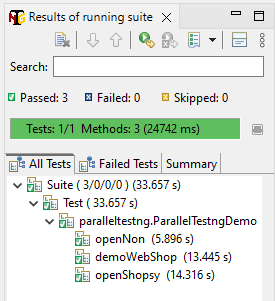 Results of running suite
Search:
Passed: 3 Failed: 0 Skipped: 0
Tests: 1/1 Methods: 3 (24742 ms)
All Tests Failed Tests Summary
Suite ( 3/0/0/0 ) (33.657 s)
Test ( 33.657 s)
paralleltestng.ParallelTestngDemo
openNon (5.896 s)
demoWebShop (13.445 s)
openShopsy (14.316 s)